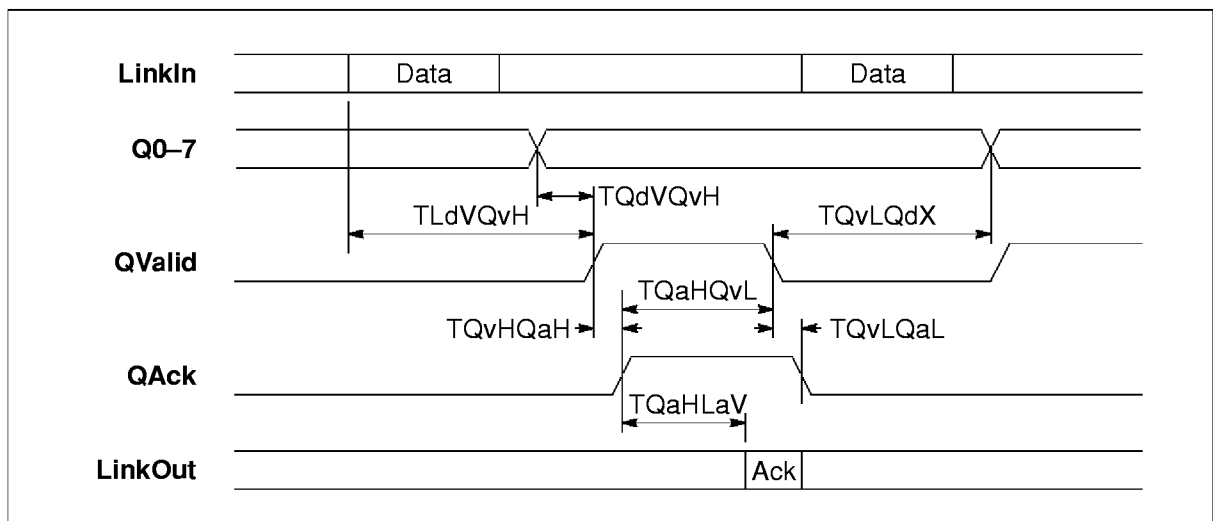 LinkIn Data Data
Q0–7
TQdVQvH
TLdVQvH TQvLQdX
QValid
TQaHQvL
TQvHQaH TQvLQaL
QAck
TQaHLaV
LinkOut Ack